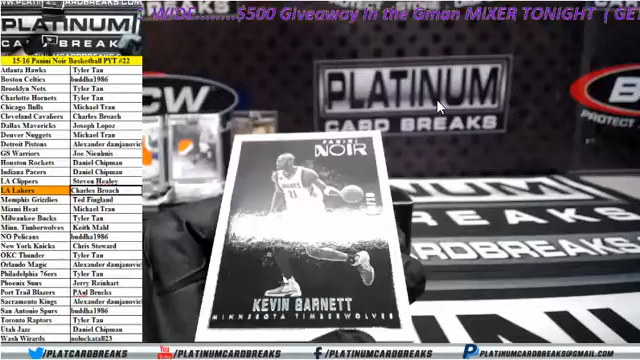 PLATINUM
CARD BREAKS
WIDE........$500 Giveaway In the Gman MiXER TONIGHT ( GET
15-16 Panini Noir Basketball PYT #22
Atlanta Hawks Tyler Tan
Boston Celtics buddha1986
Brooklyn Nets Tyler Tan
Charlotte Hornets Tyler Tan
Chicago Bulls Michael Tran
Cleveland Cavaliers Charles Broach
Dallas Mavericks Joseph Lopez
Denver Nuggets Michael Tran
Detroit Pistons Alexander damjanovic
GS Warriors Joe Nienhuis
Houston Rockets Daniel Chipman
Indiana Pacers Daniel Chipman
LA Clippers Steven Healey
LA Lakers Charles Broach
Memphis Grizzlies Ted Fingland
Miami Heat Michael Tran
Milwaukee Bucks Tyler Tan
Minn. Timberwolves Keith Mahl
NO Pelicans buddha1986
New York Knicks Chris Steward
OKC Thunder Tyler Tan
Orlando Magic Alexander damjanovic
Philadelphia 76ers Tyler Tan
Phoenix Suns Jerry Reinhart
Port Trail Blazers PAul Brucks
Sacramento Kings Alexander damjanovic
San Antonio Spurs buddha1986
Toronto Raptors Tyler Tan
Utah Jazz Daniel Chipman
Wash Wizards
CW
PLATINUM
CARD BREAKS
B
PROTECT
PANINI
NOIR
KEVIN GARNETT
MINNESOTA TIMBERWOLVES
/PLATCARDBREAKS
/PLATINUMCARDBREAKS
/PLATINUMCARDBREAKS
@PLATCARDBREAKS
PLATINUMCARDBREAKS@GMAIL.COM